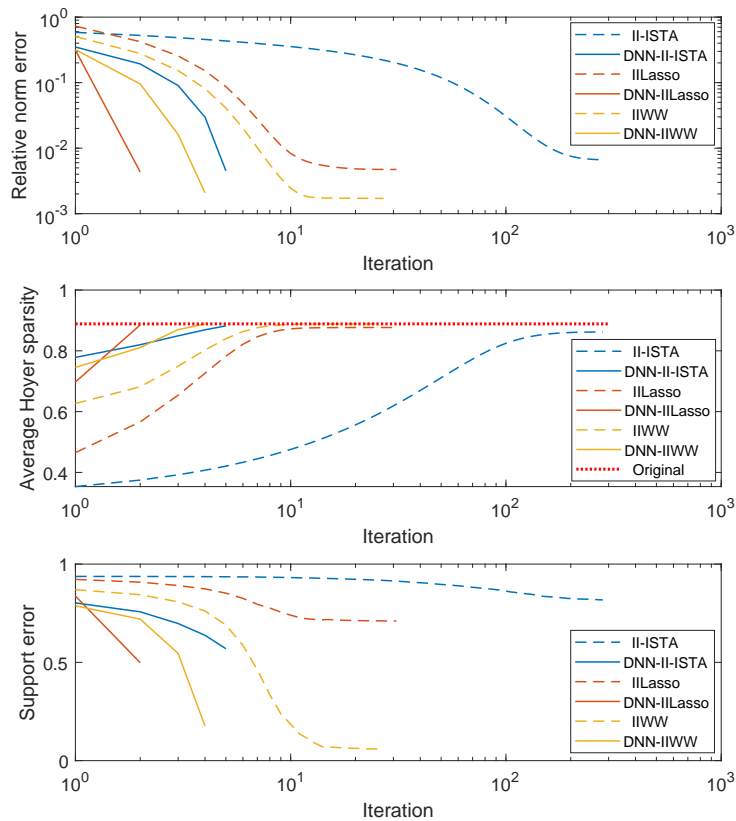 10^0
10^-1
10^-2
10^-3
Relative norm error
II-ISTA
DNN-II-ISTA
IILasso
DNN-IILasso
IIWW
DNN-IIWW
10^0 10^1 10^2 10^3
Iteration
1
0.8
0.6
0.4
Average Hoyer sparsity
II-ISTA
DNN-II-ISTA
IILasso
DNN-IILasso
IIWW
DNN-IIWW
Original
10^0 10^1 10^2 10^3
Iteration
1
0.5
0
Support error
II-ISTA
DNN-II-ISTA
IILasso
DNN-IILasso
IIWW
DNN-IIWW
10^0 10^1 10^2 10^3
Iteration